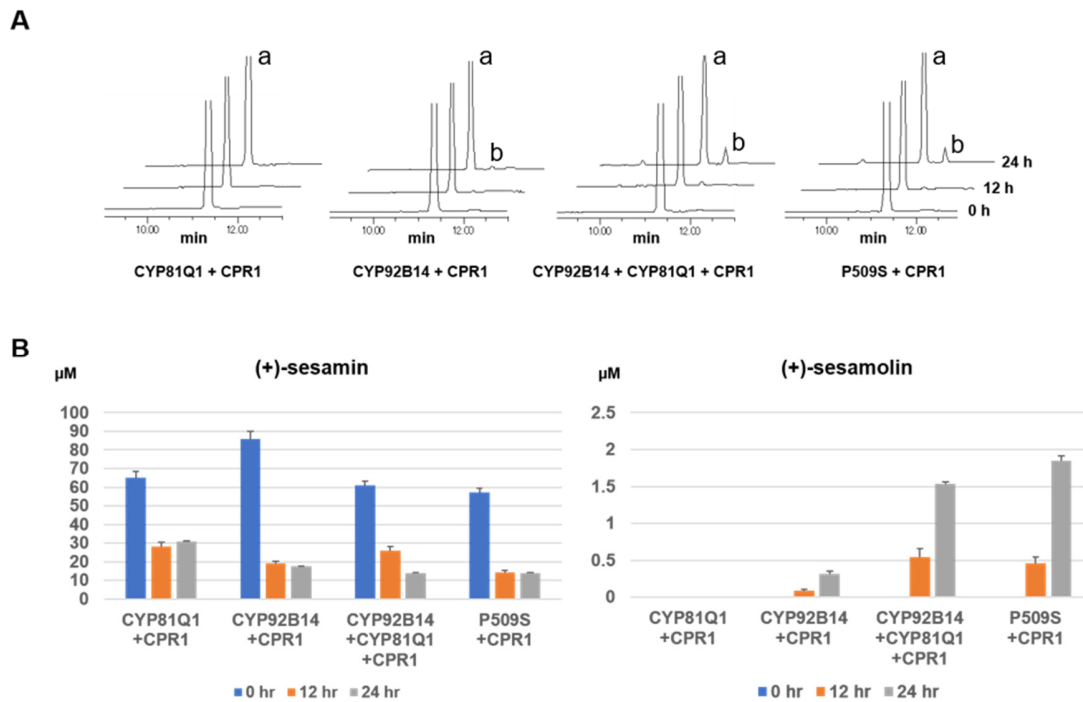 A
a
a
b
a
b
a
b
24 h
12 h
0 h
10.00 12.00
10.00 12.00
10.00 12.00
10.00 12.00
min
min
min
min
CYP81Q1 + CPR1
CYP92B14 + CPR1
CYP92B14 + CYP81Q1 + CPR1
P509S + CPR1
B
µM
(+)-sesamin
100
90
80
70
60
50
40
30
20
10
0
CYP81Q1
+CPR1
CYP92B14
+CPR1
CYP92B14
+CYP81Q1
+CPR1
P509S
+CPR1
0 hr 12 hr 24 hr
µM
(+)-sesamolin
2.5
2
1.5
1
0.5
0
CYP81Q1
+CPR1
CYP92B14
+CPR1
CYP92B14
+CYP81Q1
+CPR1
P509S
+CPR1
0 hr 12 hr 24 hr